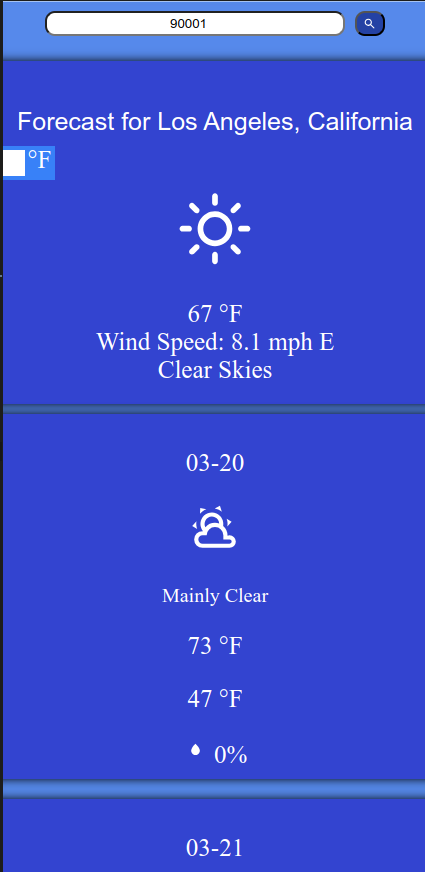 90001
Forecast for Los Angeles, California
°F
67 °F
Wind Speed: 8.1 mph E
Clear Skies
03-20
Mainly Clear
73 °F
47 °F
0%
03-21